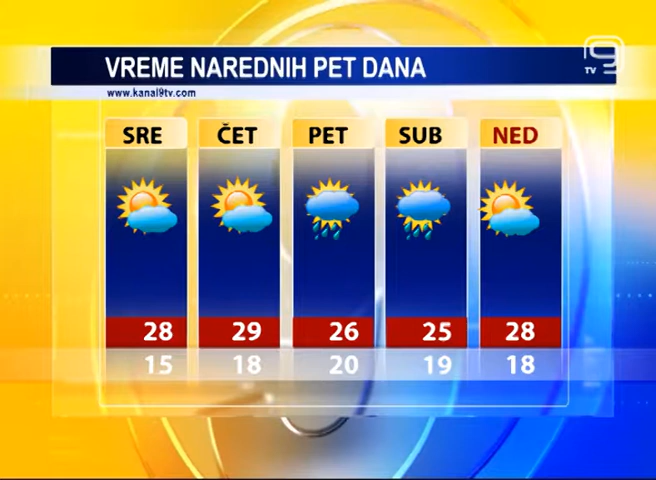 VREME NAREDNIH PET DANA
9
TV
www.kanal9tv.com
SRE ČET PET SUB NED
28 29 26 25 28
15 18 20 19 18